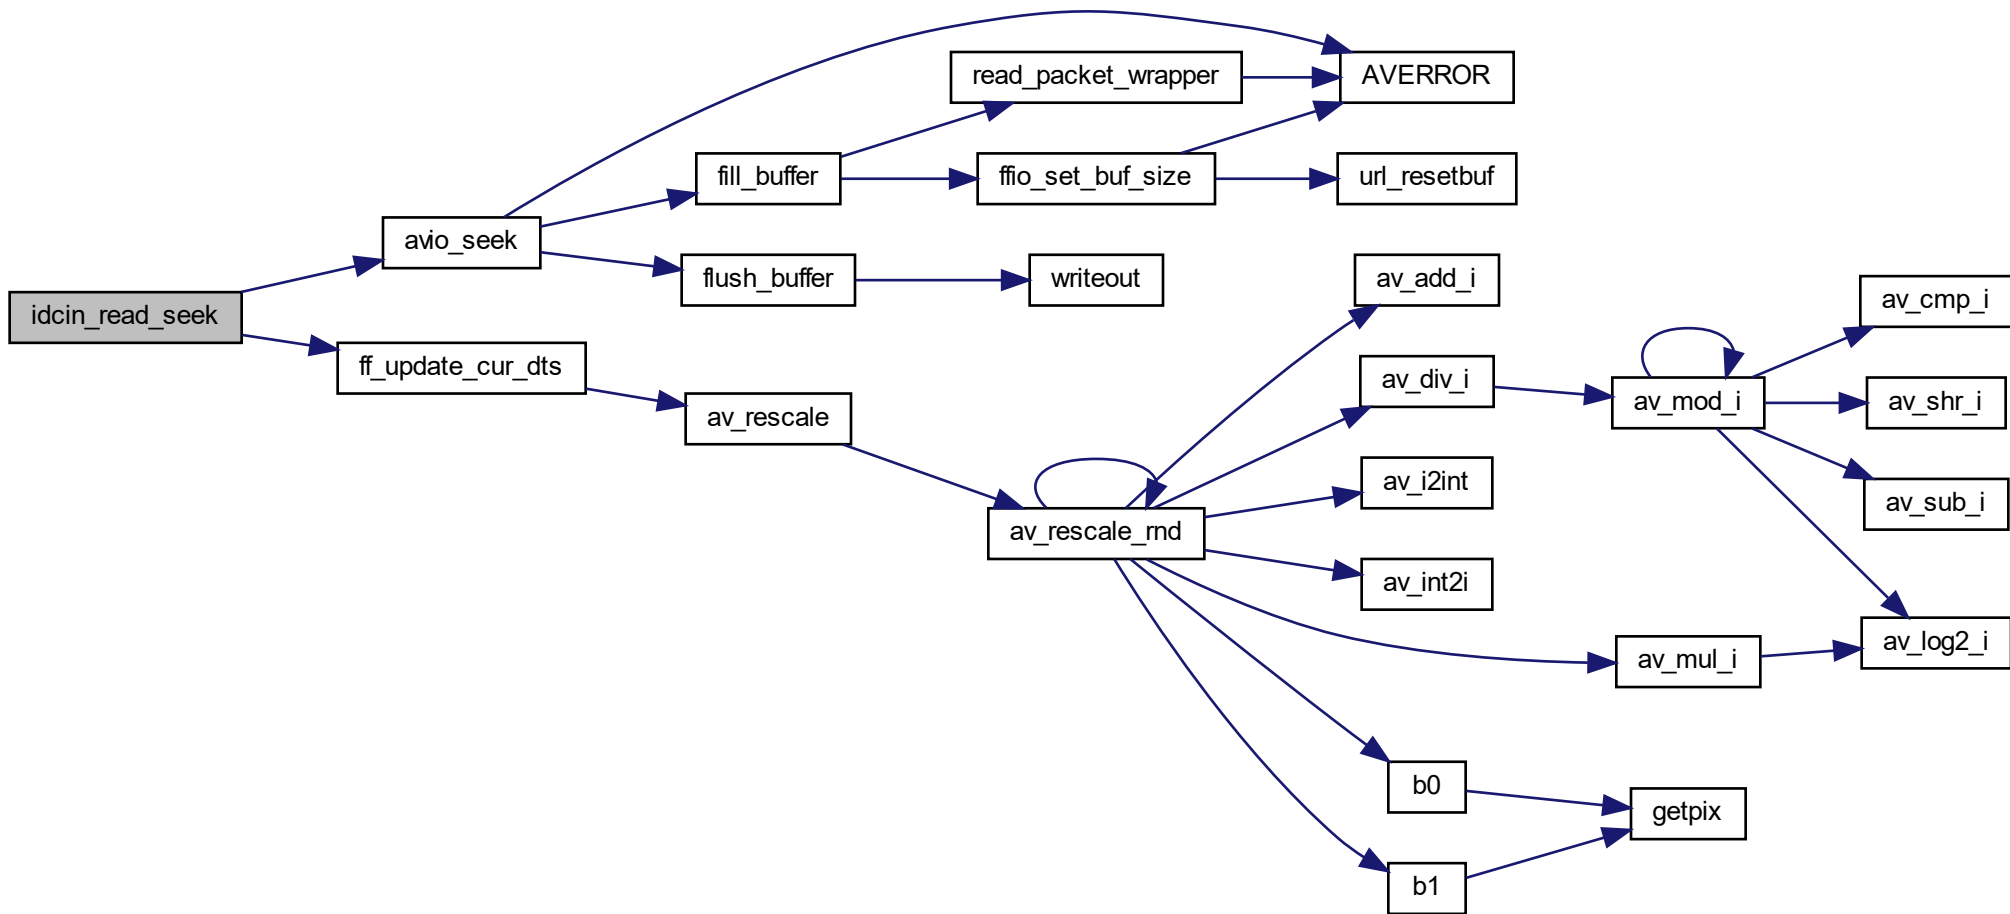 idcin_read_seek
avio_seek
ff_update_cur_dts
fill_buffer
flush_buffer
av_rescale
read_packet_wrapper
ffio_set_buf_size
writeout
av_rescale_rnd
AVERROR
url_resetbuf
av_add_i
av_div_i
av_i2int
av_int2i
b0
b1
av_mod_i
av_mul_i
getpix
av_cmp_i
av_shr_i
av_sub_i
av_log2_i